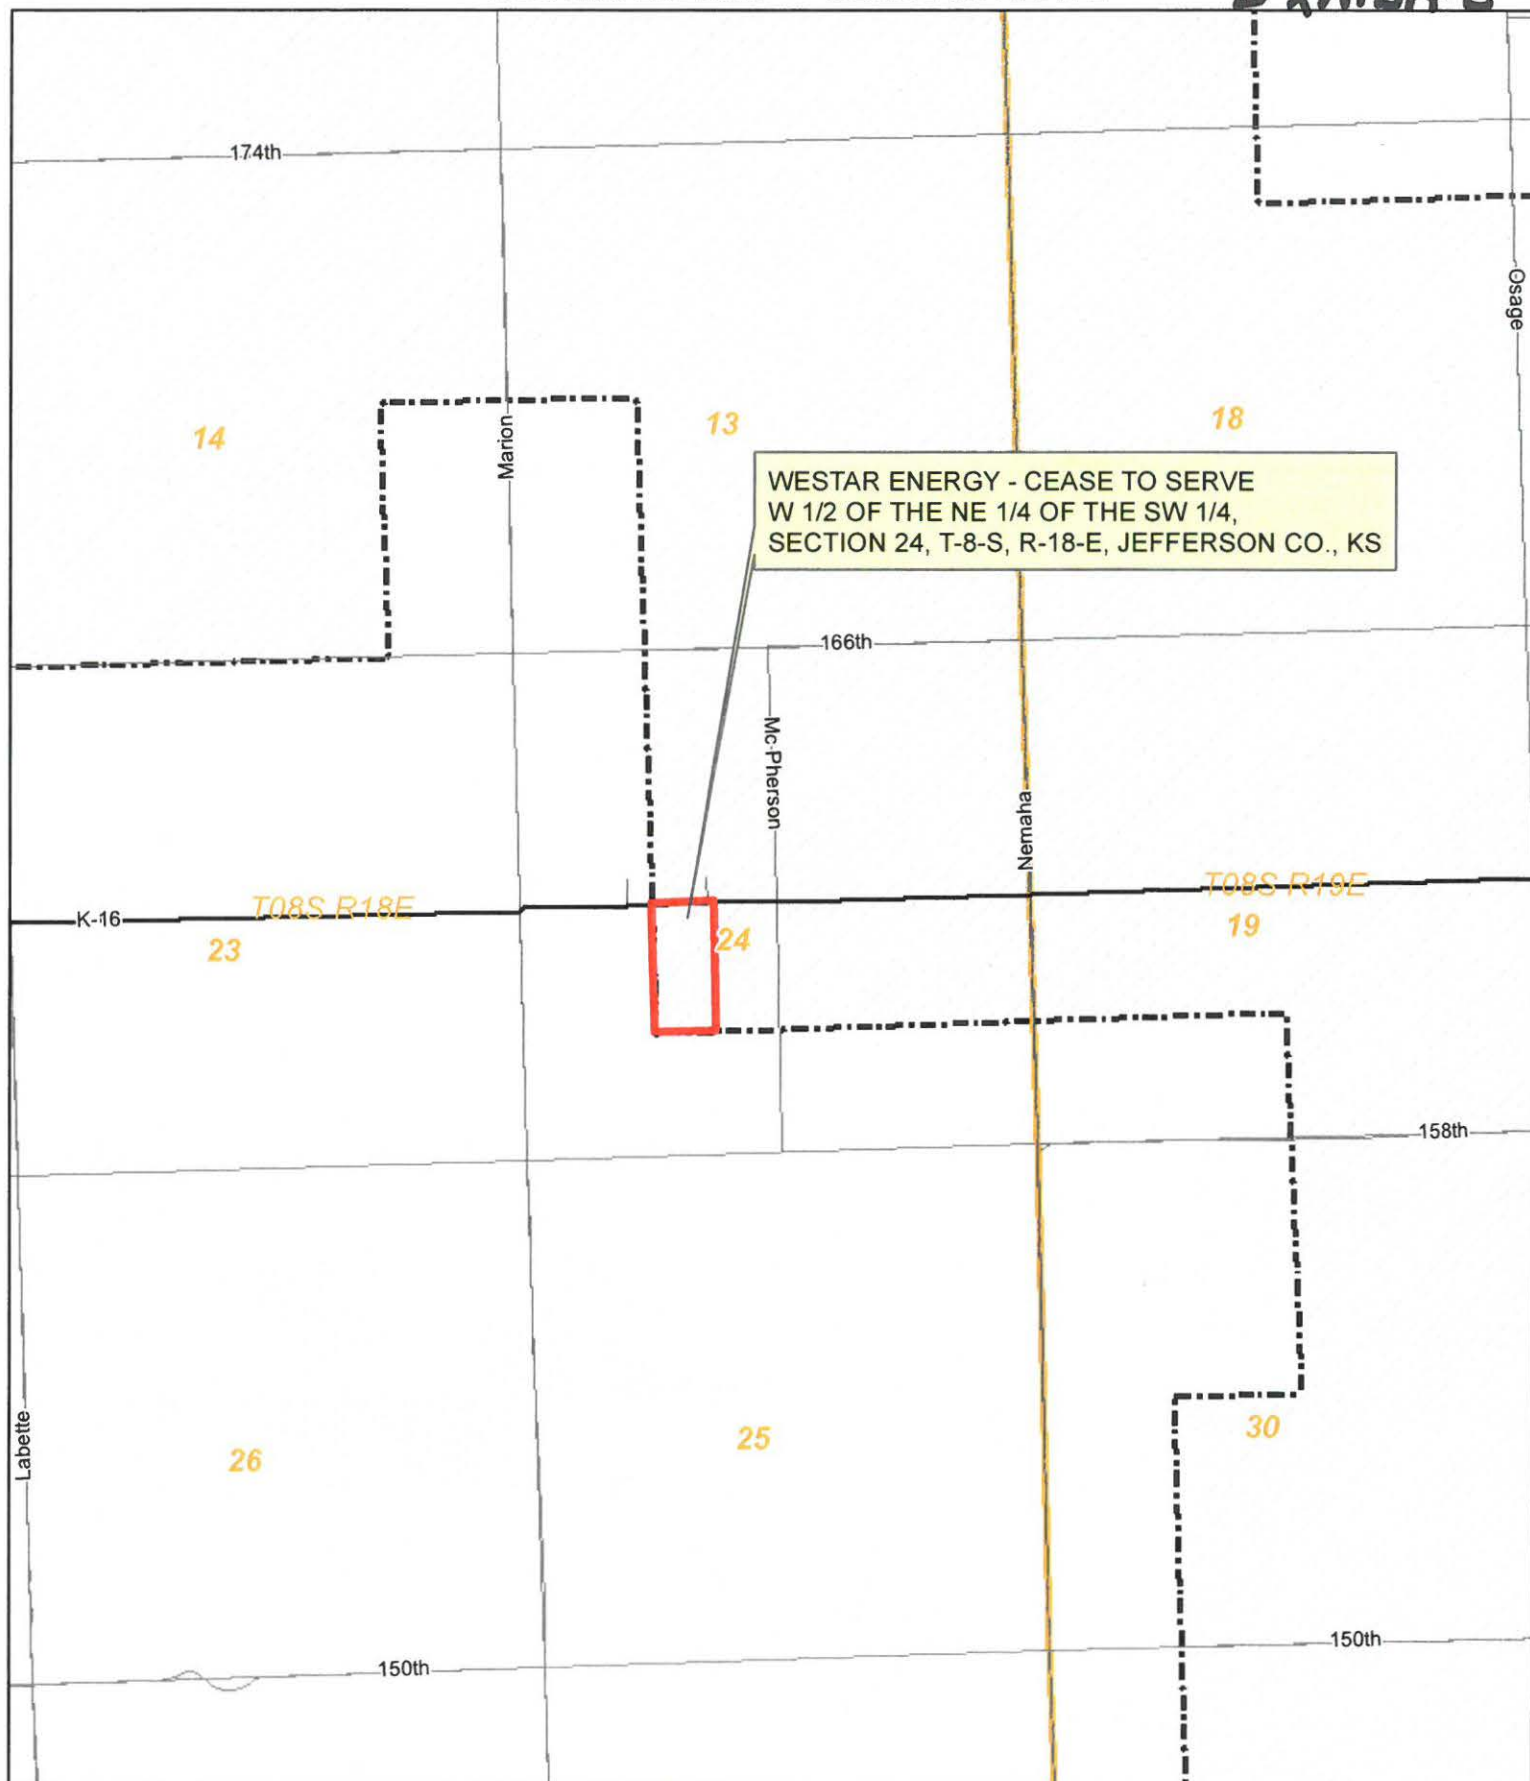 174th
Osage
14
Marion
13
18
WESTAR ENERGY - CEASE TO SERVE
W 1/2 OF THE NE 1/4 OF THE SW 1/4,
SECTION 24, T-8-S, R-18-E, JEFFERSON CO., KS
166th
Mc Pherson
Nemaha
K-16
T08S R18E
T08S R19E
23
24
19
158th
Labette
26
25
30
150th
150th